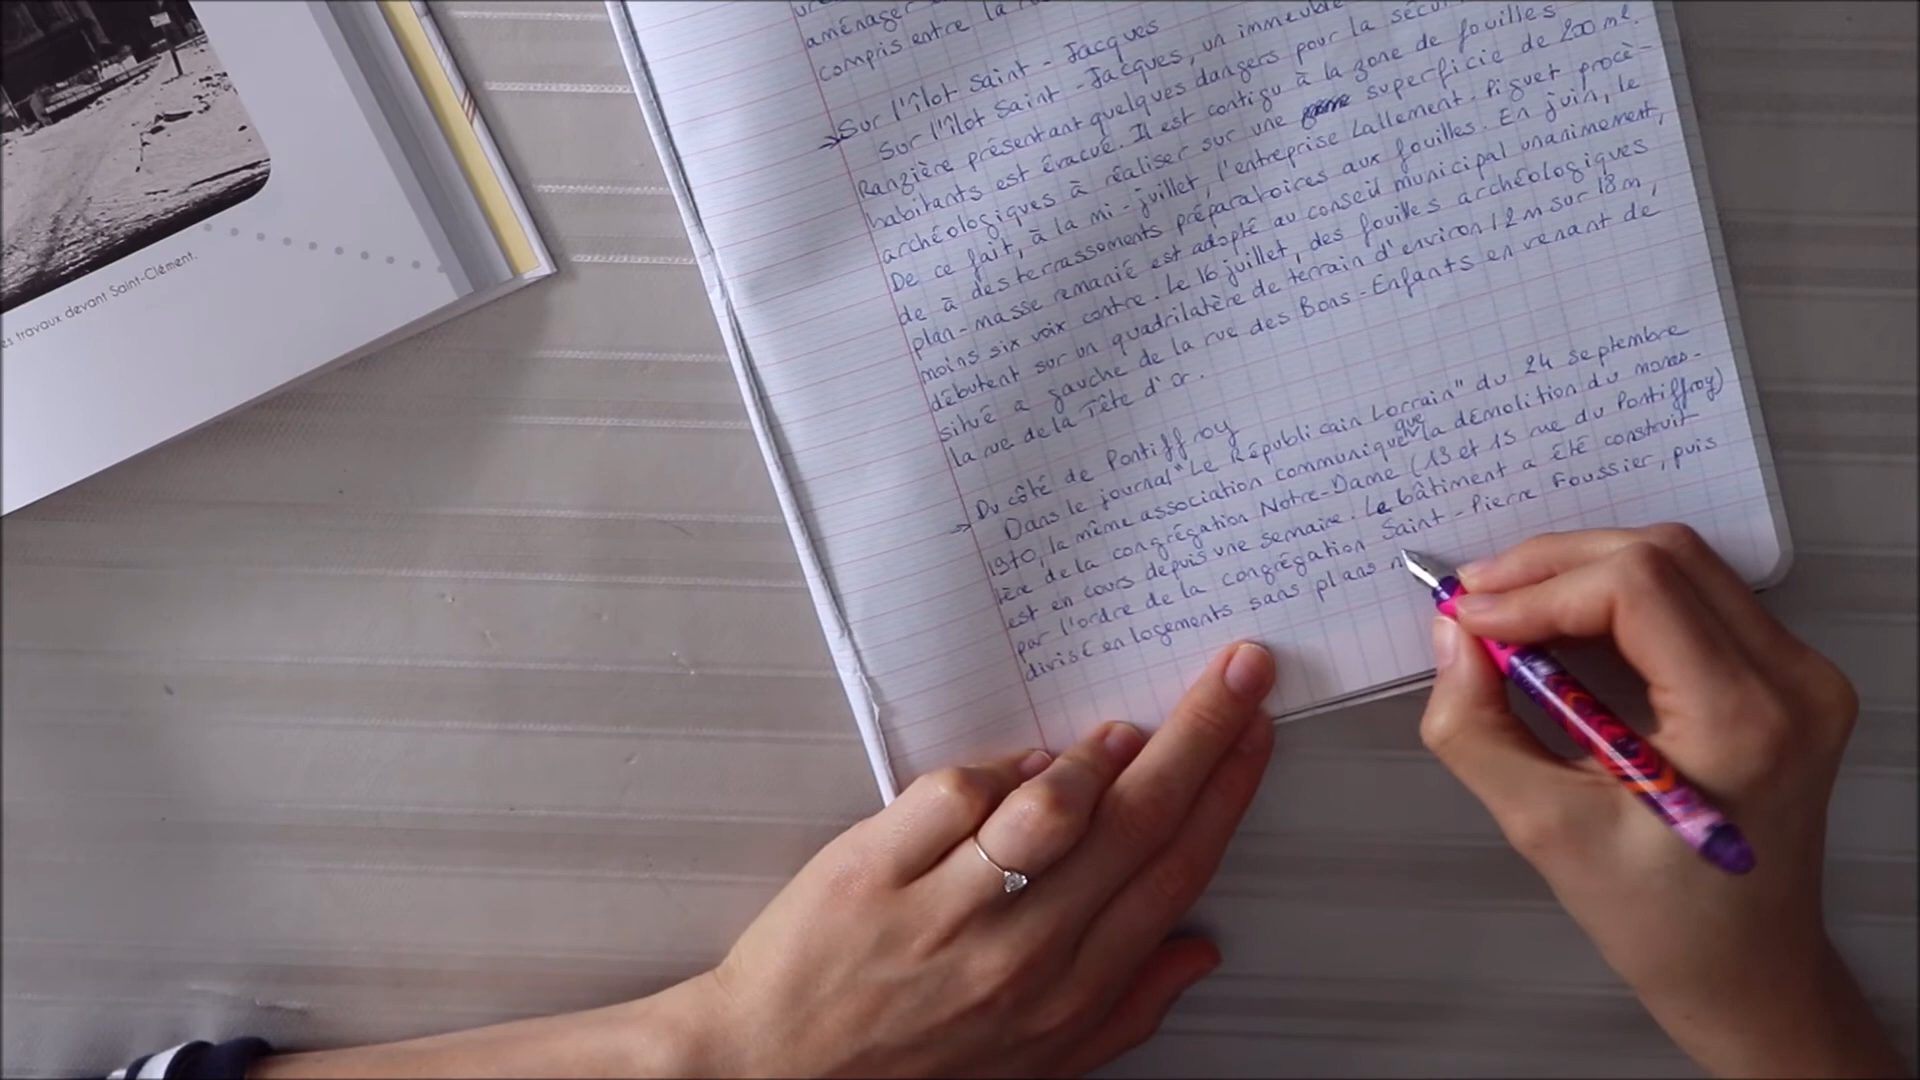 es travaux devant Saint-Clément.
aménager
compris entre la
→ Sur l'îlot Saint-Jacques
Sur l'îlot Saint-Jacques, un immeuble
Ranzière présentant quelques dangers pour la sécu
habitants est évacué. Il est contigu à la zone de fouilles
archéologiques à réaliser sur une superficie de 200 m2.
De ce fait, à la mi-juillet, l'entreprise Lallement-Piguet procè-
de à des terrassements préparatoires aux fouilles. En juin, le
plan-masse remanié est adopté au conseil municipal unanimement,
moins six voix contre. Le 16 juillet, des fouilles archéologiques
débutent sur un quadrilatère de terrain d'environ 12 m sur 18 m,
situé à gauche de la rue des Bons-Enfants en venant de
la rue de la Tête d'or.
→ Du côté de Pontiffroy
Dans le journal "Le Républicain Lorrain" du 24 septembre
1970, la même association communique que la démolition du monas-
tère de la congrégation Notre-Dame (13 et 15 rue du Pontiffroy)
est en cours depuis une semaine. Le bâtiment a été construit
par l'ordre de la congrégation Saint-Pierre Foussier, puis
divisé en logements sans plans n